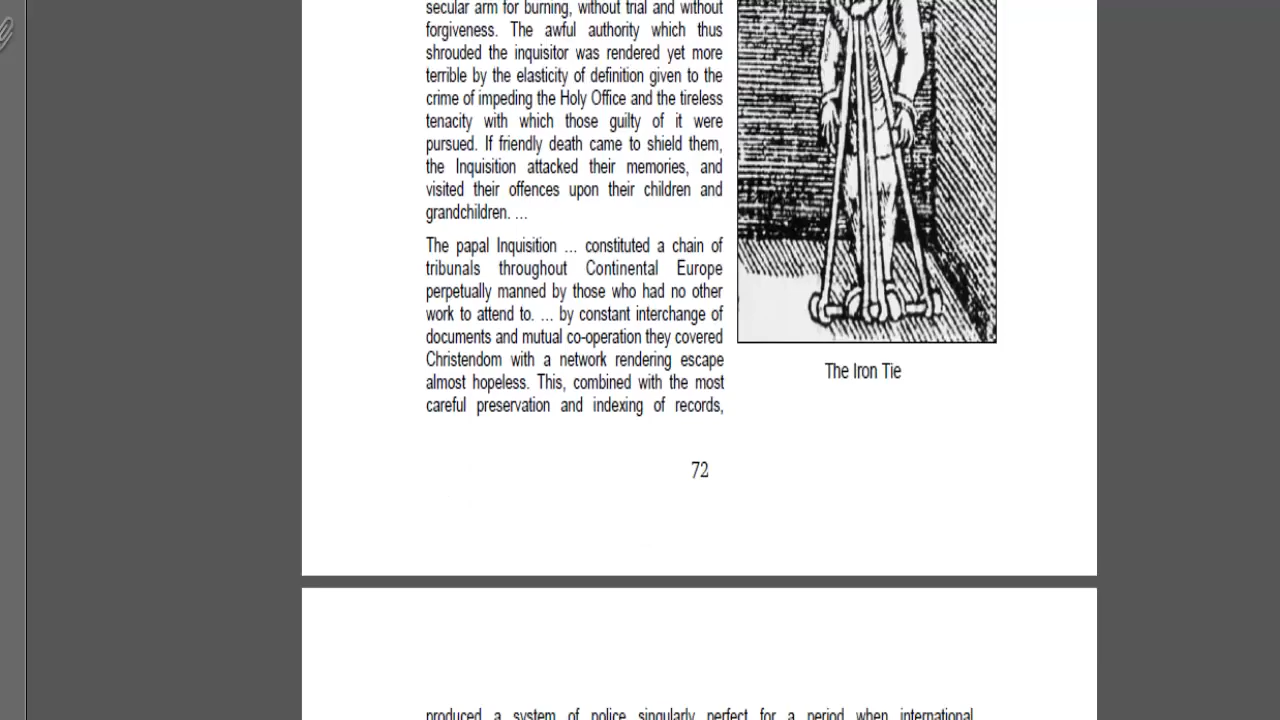 secular arm for burning, without trial and without
forgiveness. The awful authority which thus
shrouded the inquisitor was rendered yet more
terrible by the elasticity of definition given to the
crime of impeding the Holy Office and the tireless
tenacity with which those guilty of it were
pursued. If friendly death came to shield them,
the Inquisition attacked their memories, and
visited their offences upon their children and
grandchildren. …
The papal Inquisition … constituted a chain of
tribunals throughout Continental Europe
perpetually manned by those who had no other
work to attend to. … by constant interchange of
documents and mutual co-operation they covered
Christendom with a network rendering escape
almost hopeless. This, combined with the most
careful preservation and indexing of records,
The Iron Tie
72
produced a system of police singularly perfect for a period when international